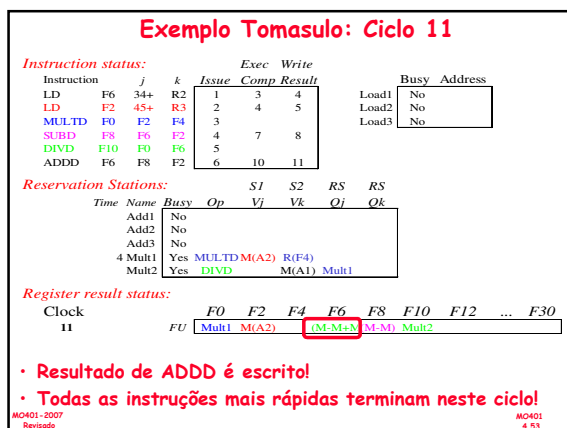 Exemplo Tomasulo: Ciclo 11
Instruction status: Exec Write
Instruction j k Issue Comp Result Busy Address
LD F6 34+ R2 1 3 4 Load1 No
LD F2 45+ R3 2 4 5 Load2 No
MULTD F0 F2 F4 3 Load3 No
SUBD F8 F6 F2 4 7 8
DIVD F10 F0 F6 5
ADDD F6 F8 F2 6 10 11
Reservation Stations: S1 S2 RS RS
Time Name Busy Op Vj Vk Qj Qk
Add1 No
Add2 No
Add3 No
4 Mult1 Yes MULTD M(A2) R(F4)
Mult2 Yes DIVD M(A1) Mult1
Register result status:
Clock F0 F2 F4 F6 F8 F10 F12 ... F30
11 FU Mult1 M(A2) (M-M+M (M-M) Mult2
• Resultado de ADDD é escrito!
• Todas as instruções mais rápidas terminam neste ciclo!
MO401-2007 MO401
Revisado 4.53